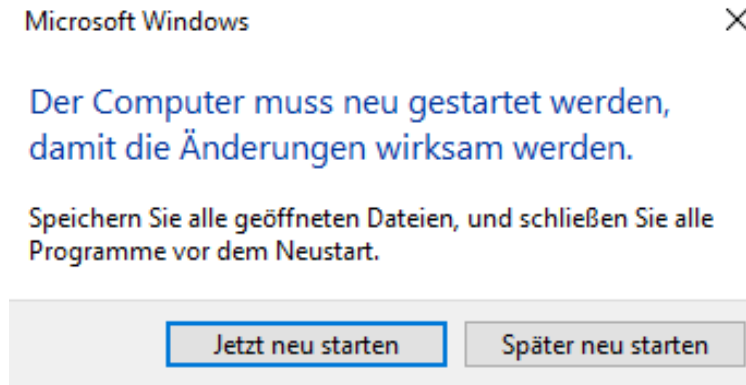 Microsoft Windows
Der Computer muss neu gestartet werden,
damit die Änderungen wirksam werden.
Speichern Sie alle geöffneten Dateien, und schließen Sie alle
Programme vor dem Neustart.
Jetzt neu starten
Später neu starten